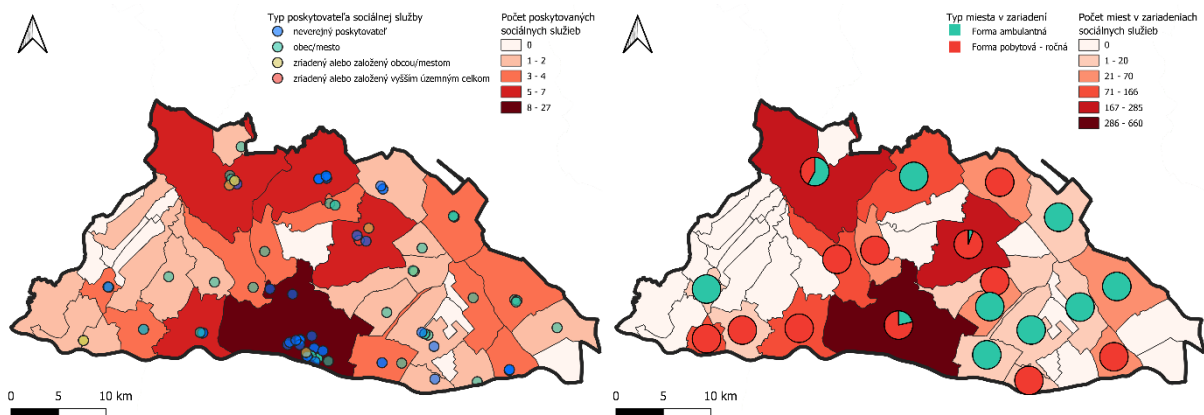 Typ poskytovateľa sociálnej služby
neverejný poskytovateľ
obec/mesto
zriadený alebo založený obcou/mestom
zriadený alebo založený vyšším územným celkom
Počet poskytovaných
sociálnych služieb
0
1 - 2
3 - 4
5 - 7
8 - 27
0 5 10 km
Typ miesta v zariadení
Forma ambulantná
Forma pobytová - ročná
Počet miest v zariadeniach
sociálnych služieb
0
1 - 20
21 - 70
71 - 166
167 - 285
286 - 660
0 5 10 km